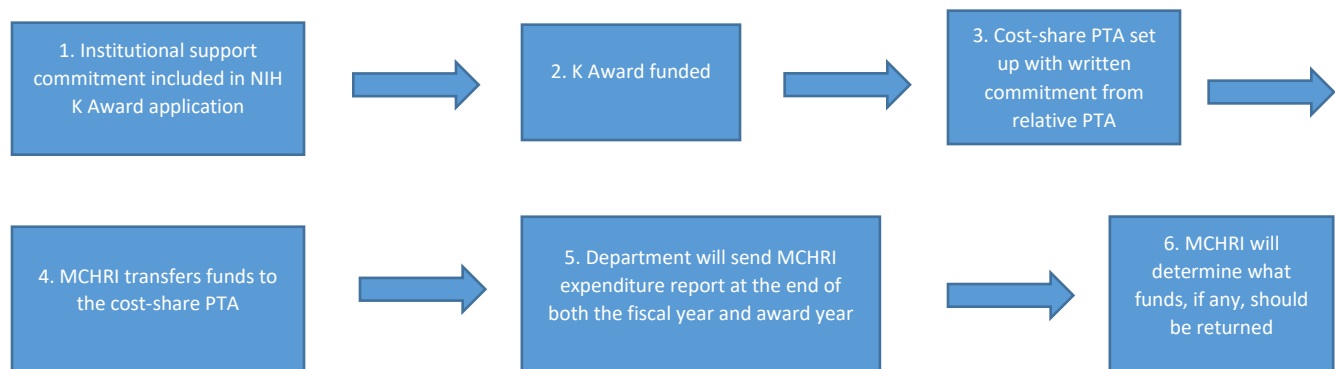 1. Institutional support
commitment included in NIH
K Award application
2. K Award funded
3. Cost-share PTA set
up with written
commitment from
relative PTA
4. MCHRI transfers funds to
the cost-share PTA
5. Department will send MCHRI
expenditure report at the end of
both the fiscal year and award year
6. MCHRI will
determine what
funds, if any, should
be returned